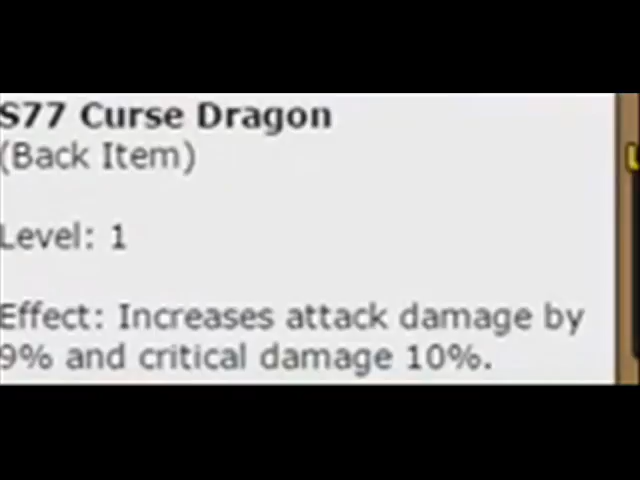 S77 Curse Dragon
(Back Item)
Level: 1
Effect: Increases attack damage by
9% and critical damage 10%.